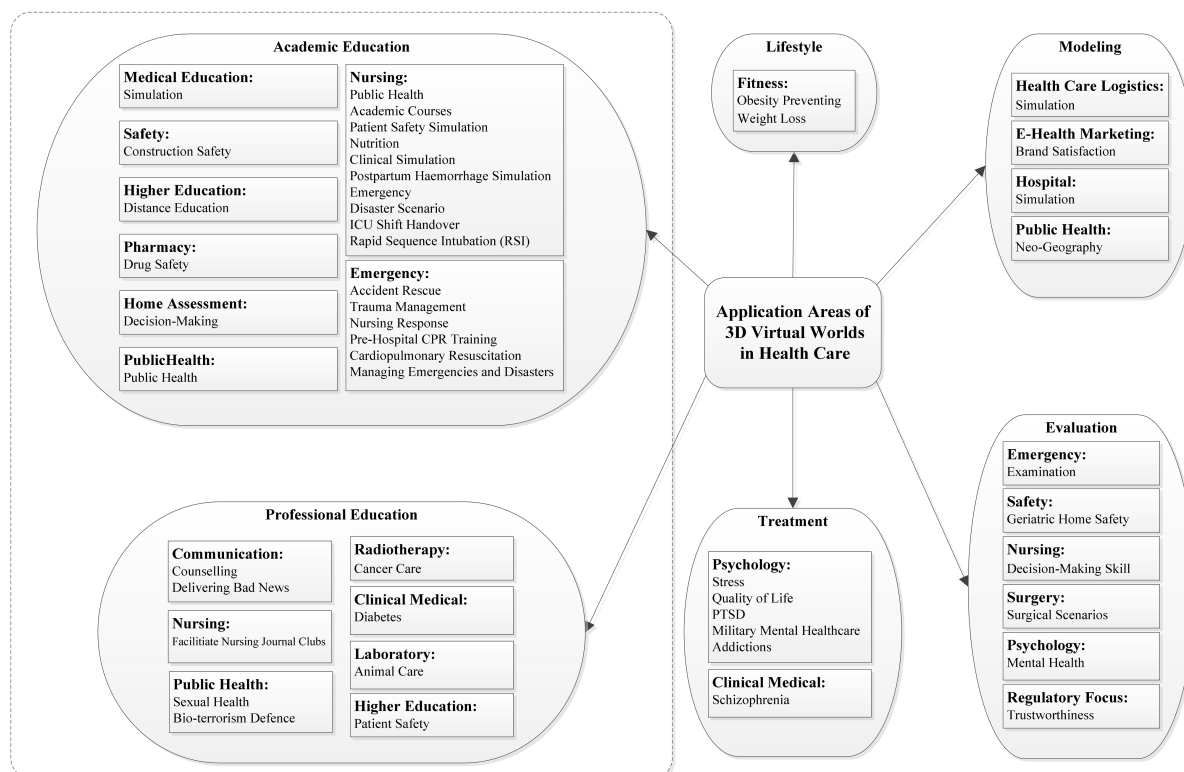 Academic Education
Medical Education:
Simulation
Safety:
Construction Safety
Higher Education:
Distance Education
Pharmacy:
Drug Safety
Home Assessment:
Decision-Making
PublicHealth:
Public Health
Nursing:
Public Health
Academic Courses
Patient Safety Simulation
Nutrition
Clinical Simulation
Postpartum Haemorrhage Simulation
Emergency
Disaster Scenario
ICU Shift Handover
Rapid Sequence Intubation (RSI)
Emergency:
Accident Rescue
Trauma Management
Nursing Response
Pre-Hospital CPR Training
Cardiopulmonary Resuscitation
Managing Emergencies and Disasters
Lifestyle
Fitness:
Obesity Preventing
Weight Loss
Modeling
Health Care Logistics:
Simulation
E-Health Marketing:
Brand Satisfaction
Hospital:
Simulation
Public Health:
Neo-Geography
Application Areas of
3D Virtual Worlds
in Health Care
Professional Education
Communication:
Counselling
Delivering Bad News
Nursing:
Facilitiate Nursing Journal Clubs
Public Health:
Sexual Health
Bio-terrorism Defence
Radiotherapy:
Cancer Care
Clinical Medical:
Diabetes
Laboratory:
Animal Care
Higher Education:
Patient Safety
Treatment
Psychology:
Stress
Quality of Life
PTSD
Military Mental Healthcare
Addictions
Clinical Medical:
Schizophrenia
Evaluation
Emergency:
Examination
Safety:
Geriatric Home Safety
Nursing:
Decision-Making Skill
Surgery:
Surgical Scenarios
Psychology:
Mental Health
Regulatory Focus:
Trustworthiness